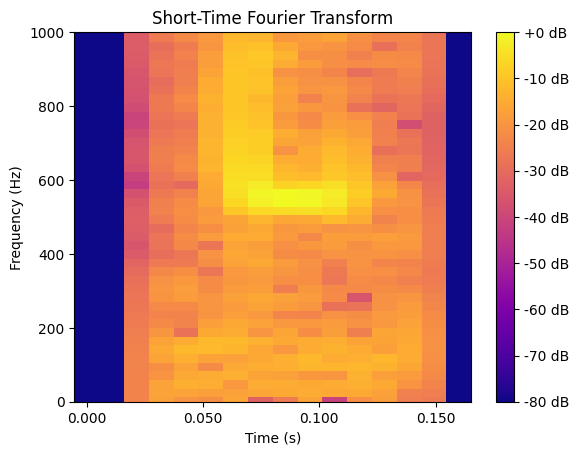 Short-Time Fourier Transform
1000
800
600
400
200
0
Frequency (Hz)
0.000
0.050
0.100
0.150
Time (s)
+0 dB
-10 dB
-20 dB
-30 dB
-40 dB
-50 dB
-60 dB
-70 dB
-80 dB